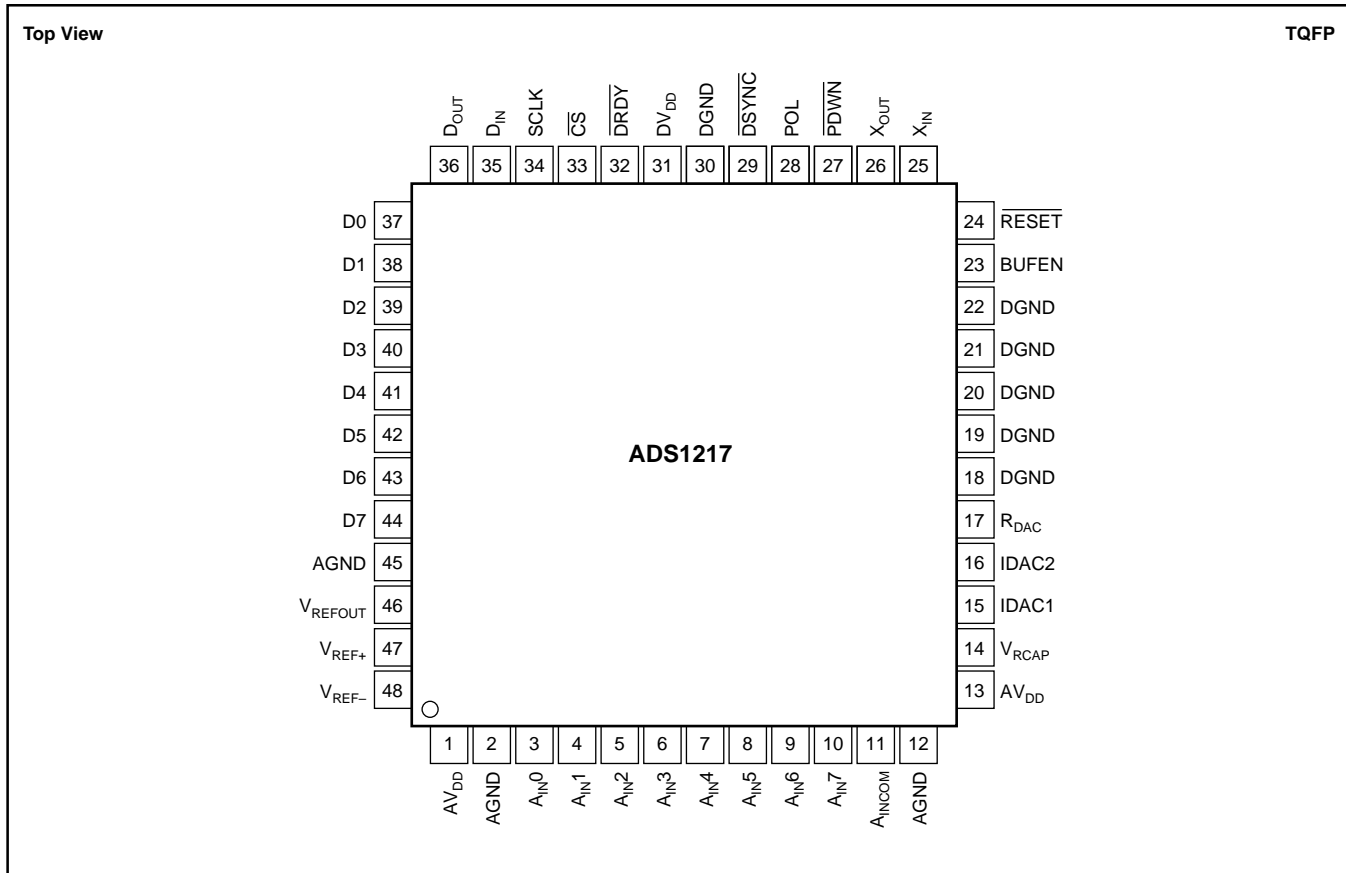 Top View TQFP
D_OUT D_IN SCLK C̅S̅ D̅R̅D̅Y̅ DV_DD DGND D̅S̅Y̅N̅C̅ POL P̅D̅W̅N̅ X_OUT X_IN
36 35 34 33 32 31 30 29 28 27 26 25
D0 37
D1 38
D2 39
D3 40
D4 41
D5 42
D6 43
D7 44
AGND 45
V_REFOUT 46
V_REF+ 47
V_REF– 48
ADS1217
24 R̅E̅S̅E̅T̅
23 BUFEN
22 DGND
21 DGND
20 DGND
19 DGND
18 DGND
17 R_DAC
16 IDAC2
15 IDAC1
14 V_RCAP
13 AV_DD
1 2 3 4 5 6 7 8 9 10 11 12
AV_DD AGND A_IN0 A_IN1 A_IN2 A_IN3 A_IN4 A_IN5 A_IN6 A_IN7 A_INCOM AGND